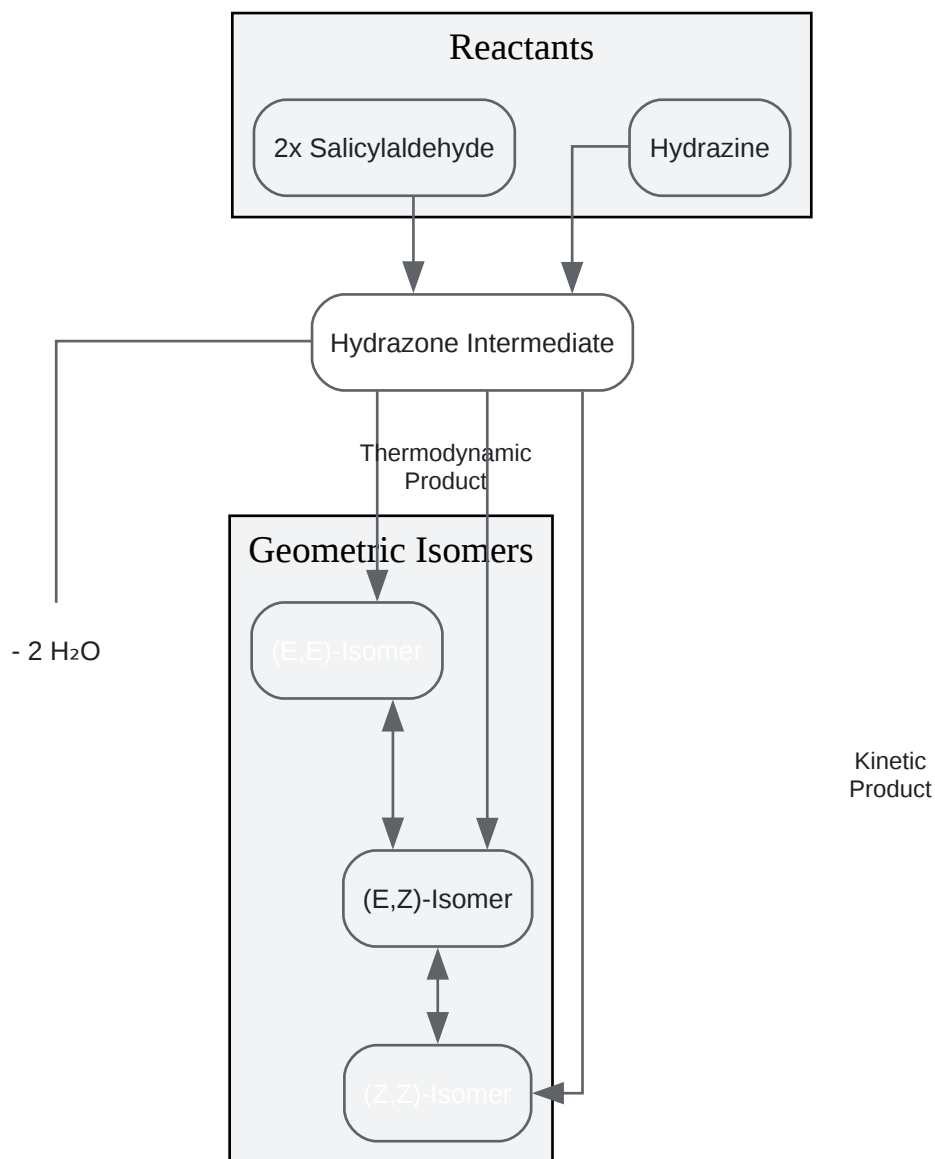 Reactants
2x Salicylaldehyde
Hydrazine
Hydrazone Intermediate
Thermodynamic
Product
Geometric Isomers
(E,E)-Isomer
- 2 H₂O
Kinetic
Product
(E,Z)-Isomer
(Z,Z)-Isomer